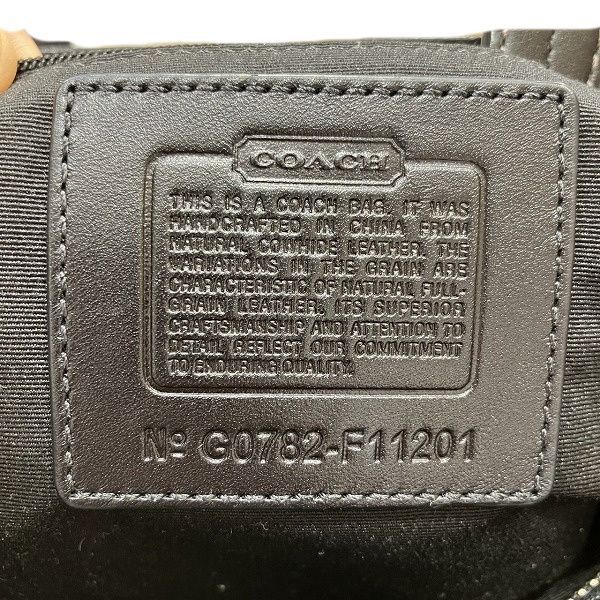 COACH
THIS IS A COACH BAG. IT WAS
HANDCRAFTED IN CHINA FROM
NATURAL COWHIDE LEATHER. THE
VARIATIONS IN THE GRAIN ARE
CHARACTERISTIC OF NATURAL FULL-
GRAIN LEATHER. ITS SUPERIOR
CRAFTSMANSHIP AND ATTENTION TO
DETAIL REFLECT OUR COMMITMENT
TO ENDURING QUALITY.
Nº G0782-F11201